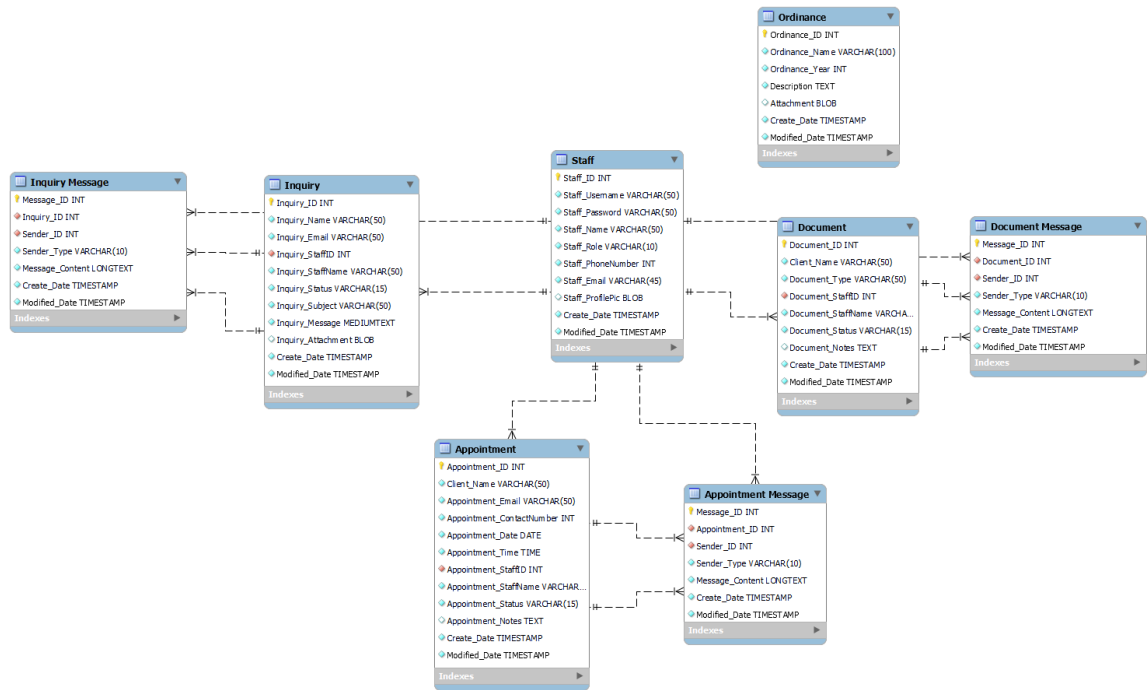 Ordinance
Ordinance_ID INT
Ordinance_Name VARCHAR(100)
Ordinance_Year INT
Description TEXT
Attachment BLOB
Create_Date TIMESTAMP
Modified_Date TIMESTAMP
Indexes
Inquiry Message
Message_ID INT
Inquiry_ID INT
Sender_ID INT
Sender_Type VARCHAR(10)
Message_Content LONGTEXT
Create_Date TIMESTAMP
Modified_Date TIMESTAMP
Indexes
Inquiry
Inquiry_ID INT
Inquiry_Name VARCHAR(50)
Inquiry_Email VARCHAR(50)
Inquiry_StaffID INT
Inquiry_StaffName VARCHAR(50)
Inquiry_Status VARCHAR(15)
Inquiry_Subject VARCHAR(50)
Inquiry_Message MEDIUMTEXT
Inquiry_Attachment BLOB
Create_Date TIMESTAMP
Modified_Date TIMESTAMP
Indexes
Staff
Staff_ID INT
Staff_Username VARCHAR(50)
Staff_Password VARCHAR(50)
Staff_Name VARCHAR(50)
Staff_Role VARCHAR(10)
Staff_PhoneNumber INT
Staff_Email VARCHAR(45)
Staff_ProfilePic BLOB
Create_Date TIMESTAMP
Modified_Date TIMESTAMP
Indexes
Document
Document_ID INT
Client_Name VARCHAR(50)
Document_Type VARCHAR(50)
Document_StaffID INT
Document_StaffName VARCHA...
Document_Status VARCHAR(15)
Document_Notes TEXT
Create_Date TIMESTAMP
Modified_Date TIMESTAMP
Indexes
Document Message
Message_ID INT
Document_ID INT
Sender_ID INT
Sender_Type VARCHAR(10)
Message_Content LONGTEXT
Create_Date TIMESTAMP
Modified_Date TIMESTAMP
Indexes
Appointment
Appointment_ID INT
Client_Name VARCHAR(50)
Appointment_Email VARCHAR(50)
Appointment_ContactNumber INT
Appointment_Date DATE
Appointment_Time TIME
Appointment_StaffID INT
Appointment_StaffName VARCHAR...
Appointment_Status VARCHAR(15)
Appointment_Notes TEXT
Create_Date TIMESTAMP
Modified_Date TIMESTAMP
Indexes
Appointment Message
Message_ID INT
Appointment_ID INT
Sender_ID INT
Sender_Type VARCHAR(10)
Message_Content LONGTEXT
Create_Date TIMESTAMP
Modified_Date TIMESTAMP
Indexes